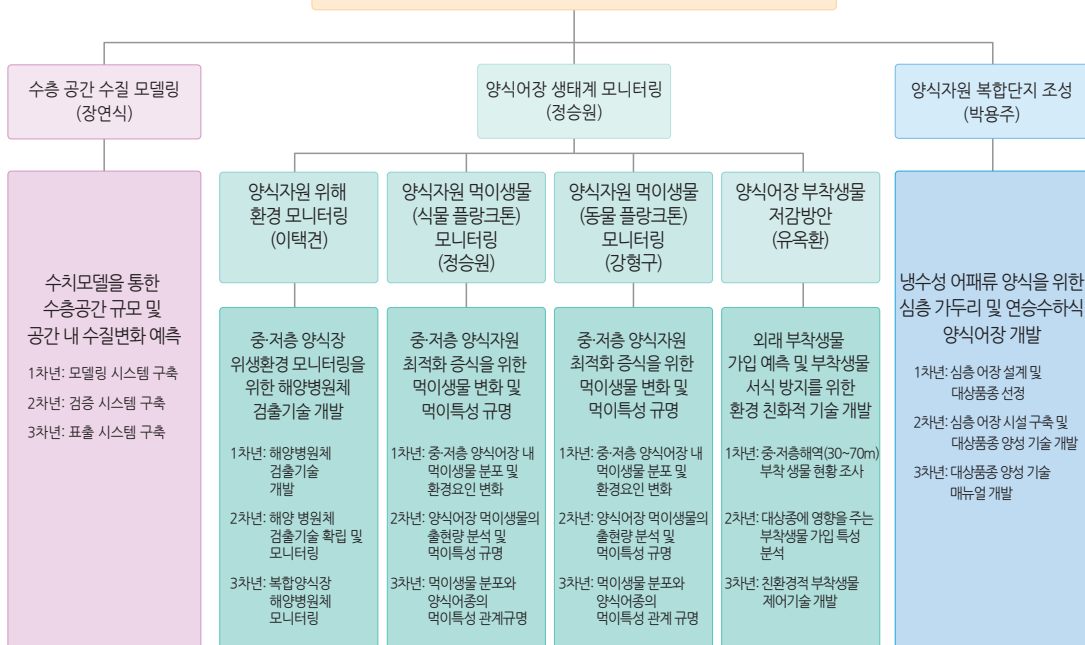 수층 공간 수질 모델링
(장연식)
양식어장 생태계 모니터링
(정승원)
양식자원 복합단지 조성
(박용주)
수치모델을 통한
수층공간 규모 및
공간 내 수질변화 예측
1차년: 모델링 시스템 구축
2차년: 검증 시스템 구축
3차년: 표출 시스템 구축
양식자원 위해
환경 모니터링
(이택견)
중·저층 양식장
위생환경 모니터링을
위한 해양병원체
검출기술 개발
1차년: 해양병원체
검출기술
개발
2차년: 해양 병원체
검출기술 확립 및
모니터링
3차년: 복합양식장
해양병원체
모니터링
양식자원 먹이생물
(식물 플랑크톤)
모니터링
(정승원)
중·저층 양식자원
최적화 증식을 위한
먹이생물 변화 및
먹이특성 규명
1차년: 중·저층 양식어장 내
먹이생물 분포 및
환경요인 변화
2차년: 양식어장 먹이생물의
출현량 분석 및
먹이특성 규명
3차년: 먹이생물 분포와
양식어종의
먹이특성 관계규명
양식자원 먹이생물
(동물 플랑크톤)
모니터링
(강형구)
중·저층 양식자원
최적화 증식을 위한
먹이생물 변화 및
먹이특성 규명
1차년: 중·저층 양식어장 내
먹이생물 분포 및
환경요인 변화
2차년: 양식어장 먹이생물의
출현량 분석 및
먹이특성 규명
3차년: 먹이생물 분포와
양식어종의
먹이특성 관계 규명
양식어장 부착생물
저감방안
(유옥환)
외래 부착생물
가입 예측 및 부착생물
서식 방지를 위한
환경 친화적 기술 개발
1차년: 중·저층해역(30~70m)
부착 생물 현황 조사
2차년: 대상종에 영향을 주는
부착생물 가입 특성
분석
3차년: 친환경적 부착생물
제어기술 개발
냉수성 어패류 양식을 위한
심층 가두리 및 연승수하식
양식어장 개발
1차년: 심층 어장 설계 및
대상품종 선정
2차년: 심층 어장 시설 구축 및
대상품종 양성 기술 개발
3차년: 대상품종 양성 기술
매뉴얼 개발